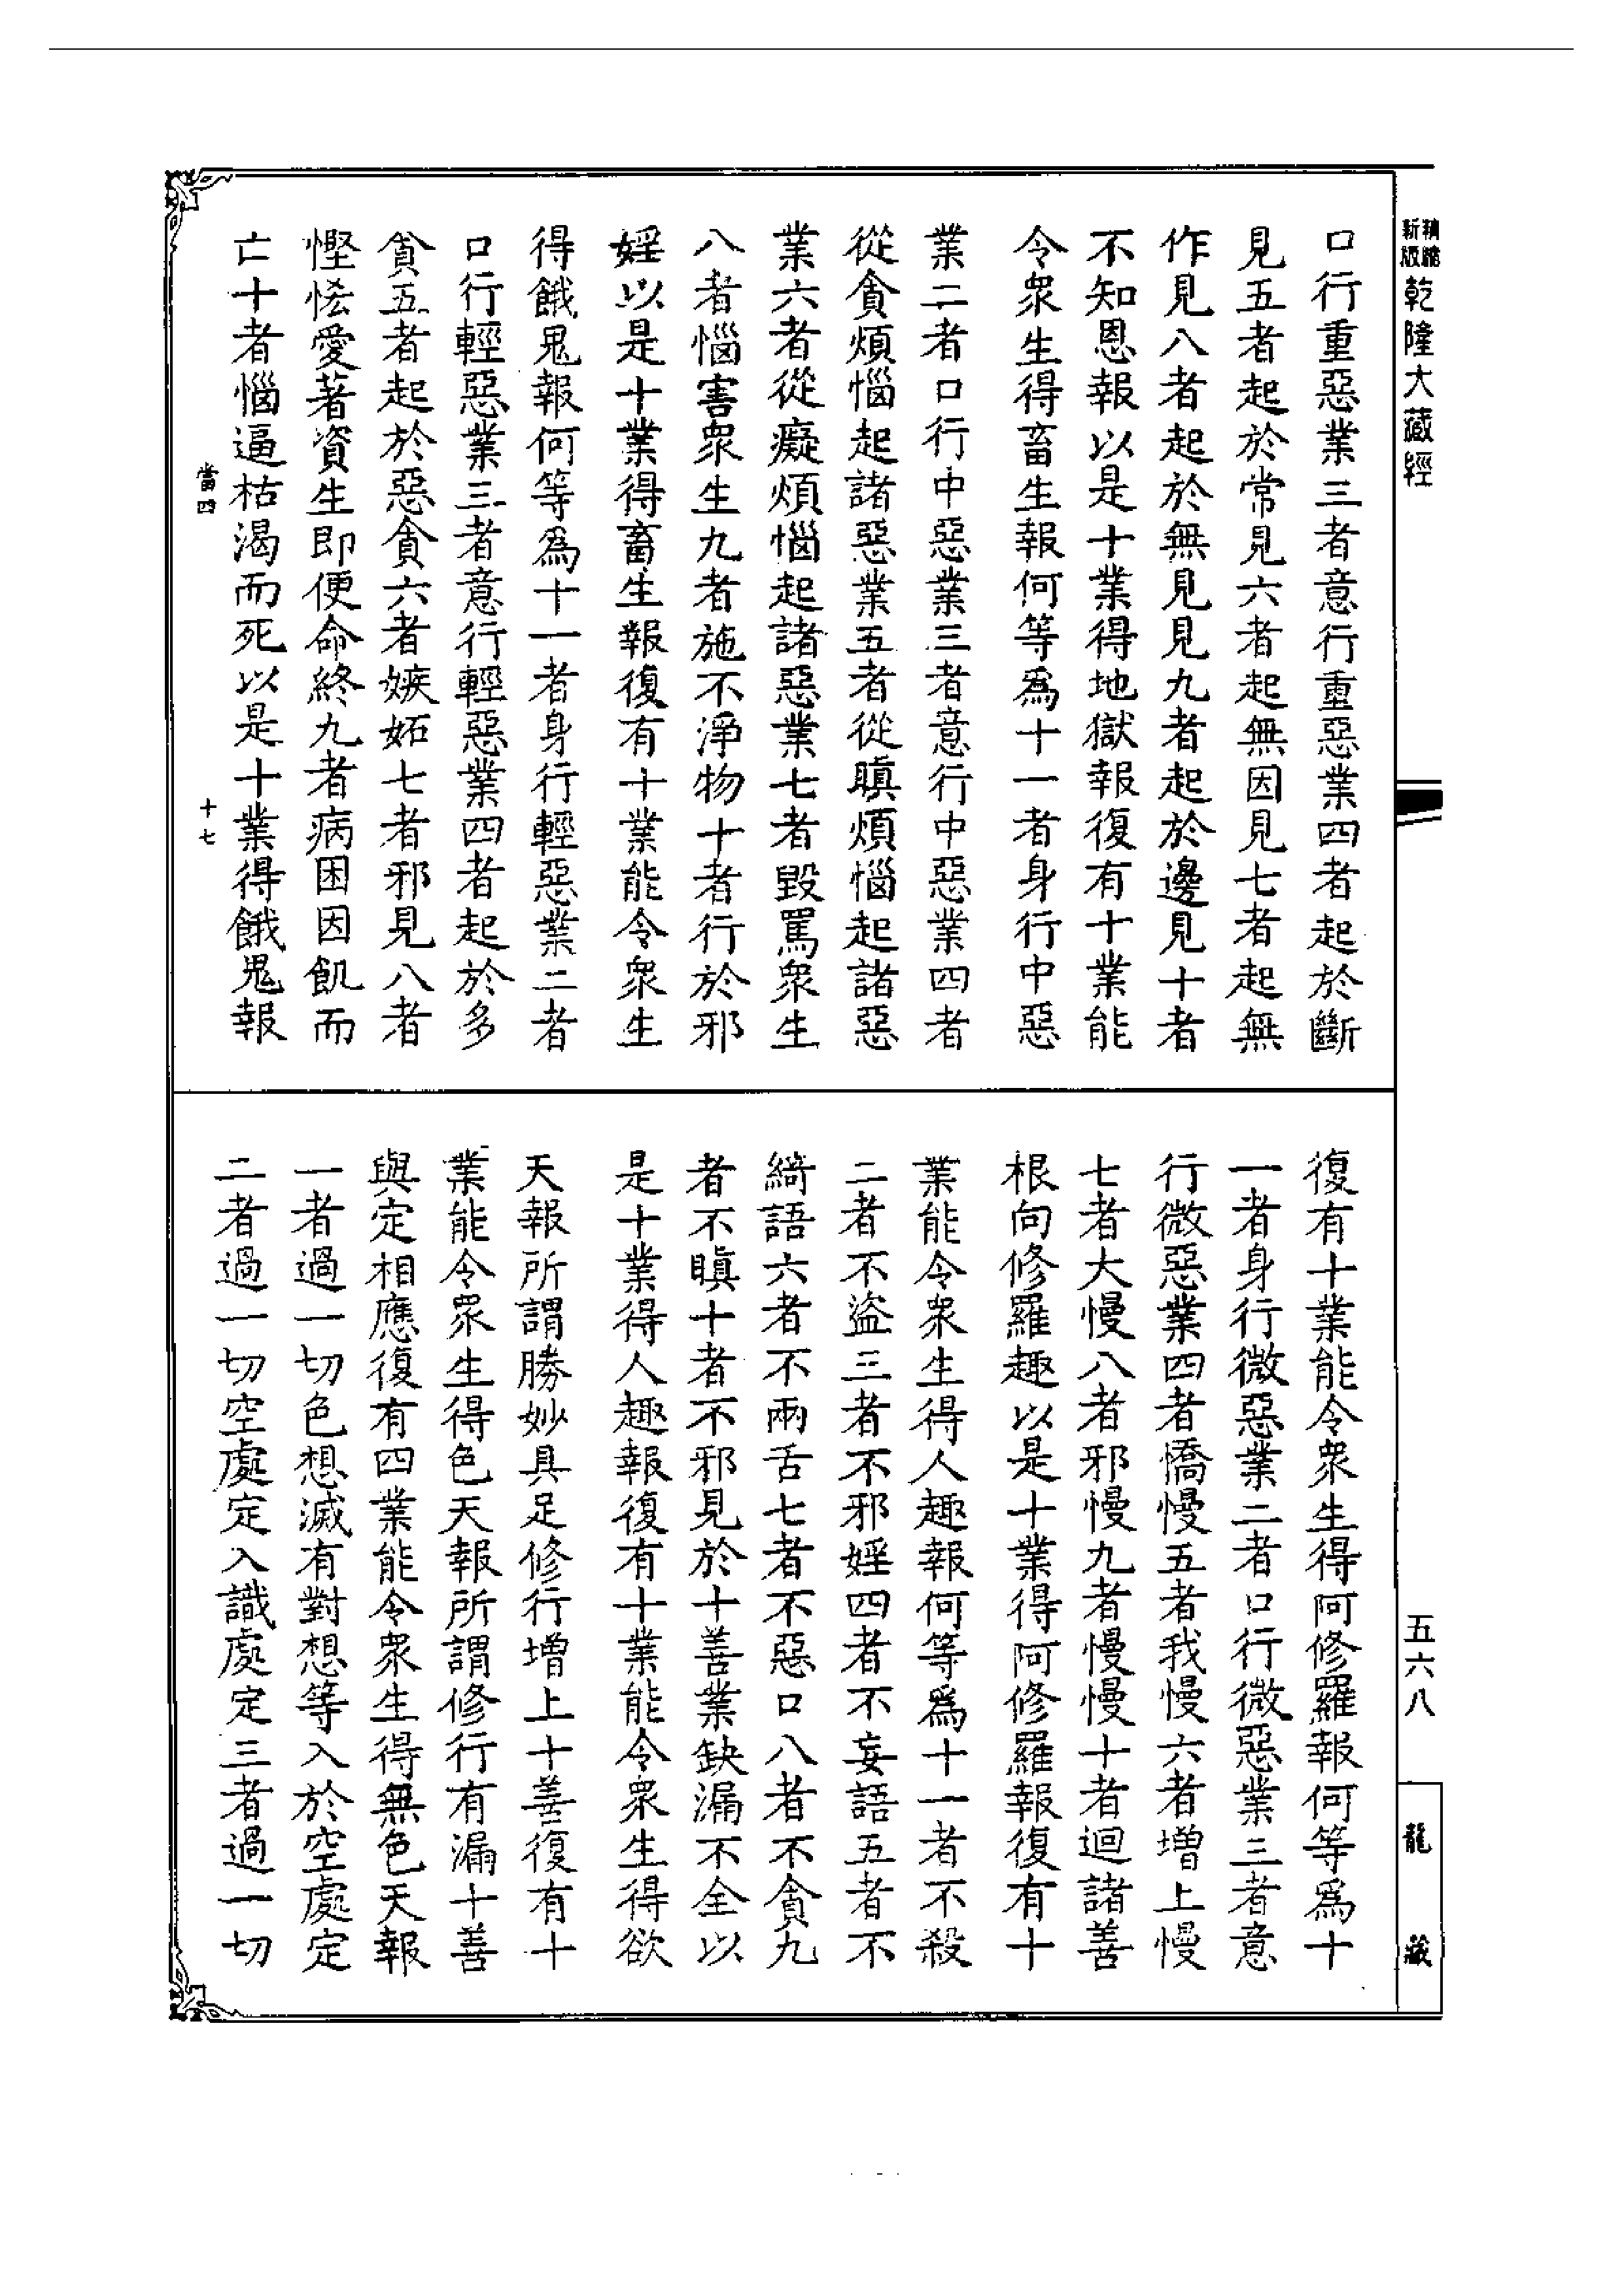 新版精縮乾隆大藏經
口行重惡業三者意行重惡業四者起於斷
見五者起於常見六者起無因見七者起無
作見八者起於無見見九者起於邊見十者
不知恩報以是十業得地獄報復有十業能
令眾生得畜生報何等為十一者身行中惡
業二者口行中惡業三者意行中惡業四者
從貪煩惱起諸惡業五者從瞋煩惱起諸惡
業六者從癡煩惱起諸惡業七者毀罵眾生
八者惱害眾生九者施不淨物十者行於邪
婬以是十業得畜生報復有十業能令眾生
得餓鬼報何等為十一者身行輕惡業二者
口行輕惡業三者意行輕惡業四者起於多
貪五者起於惡貪六者嫉妬七者邪見八者
慳悋愛著資生即便命終九者病困因飢而
亡十者惱逼枯渴而死以是十業得餓鬼報
當四 十七
復有十業能令眾生得阿修羅報何等為十
一者身行微惡業二者口行微惡業三者意
行微惡業四者憍慢五者我慢六者增上慢
七者大慢八者邪慢九者慢慢十者迴諸善
根向修羅趣以是十業得阿修羅報復有十
業能令眾生得人趣報何等為十一者不殺
二者不盜三者不邪婬四者不妄語五者不
綺語六者不兩舌七者不惡口八者不貪九
者不瞋十者不邪見於十善業缺漏不全以
是十業得人趣報復有十業能令眾生得欲
天報所謂勝妙具足修行增上十善復有十
業能令眾生得色天報所謂修行有漏十善
與定相應復有四業能令眾生得無色天報
一者過一切色想滅有對想等入於空處定
二者過一切空處定入識處定三者過一切
五六八
龍藏